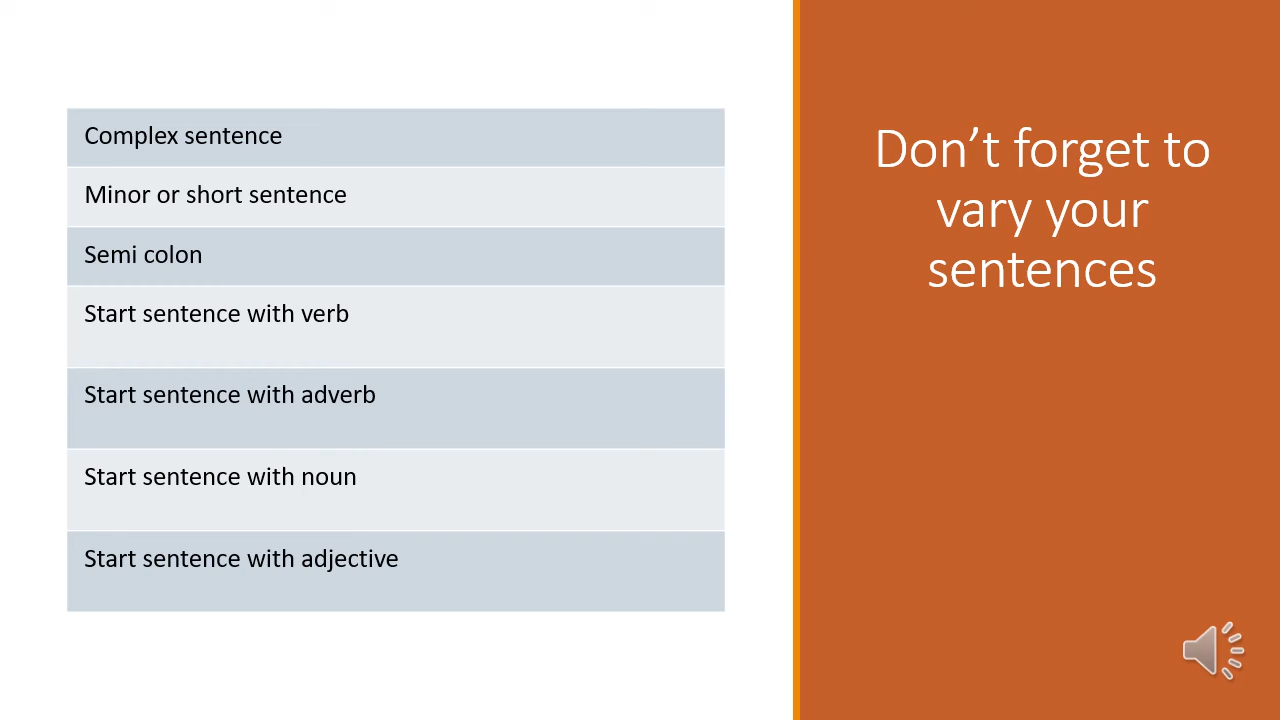 Complex sentence
Minor or short sentence
Semi colon
Start sentence with verb
Start sentence with adverb
Start sentence with noun
Start sentence with adjective
Don’t forget to
vary your
sentences